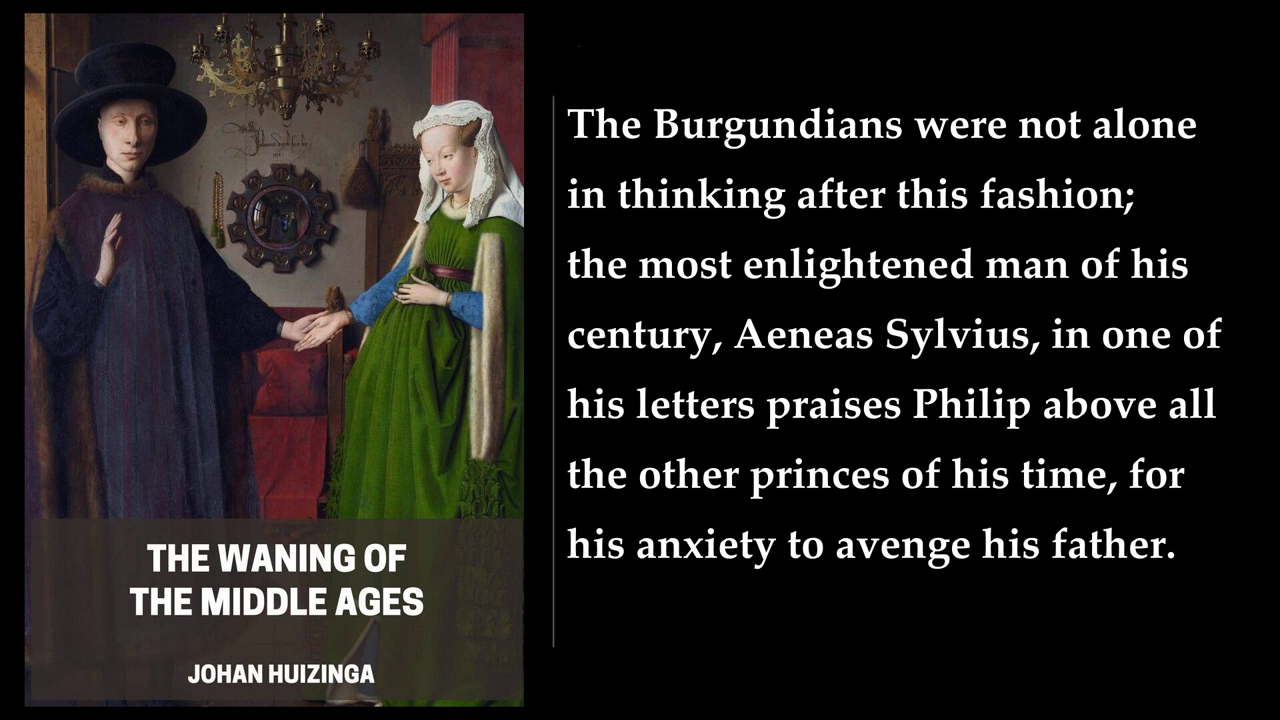 THE WANING OF
THE MIDDLE AGES
JOHAN HUIZINGA
The Burgundians were not alone
in thinking after this fashion;
the most enlightened man of his
century, Aeneas Sylvius, in one of
his letters praises Philip above all
the other princes of his time, for
his anxiety to avenge his father.